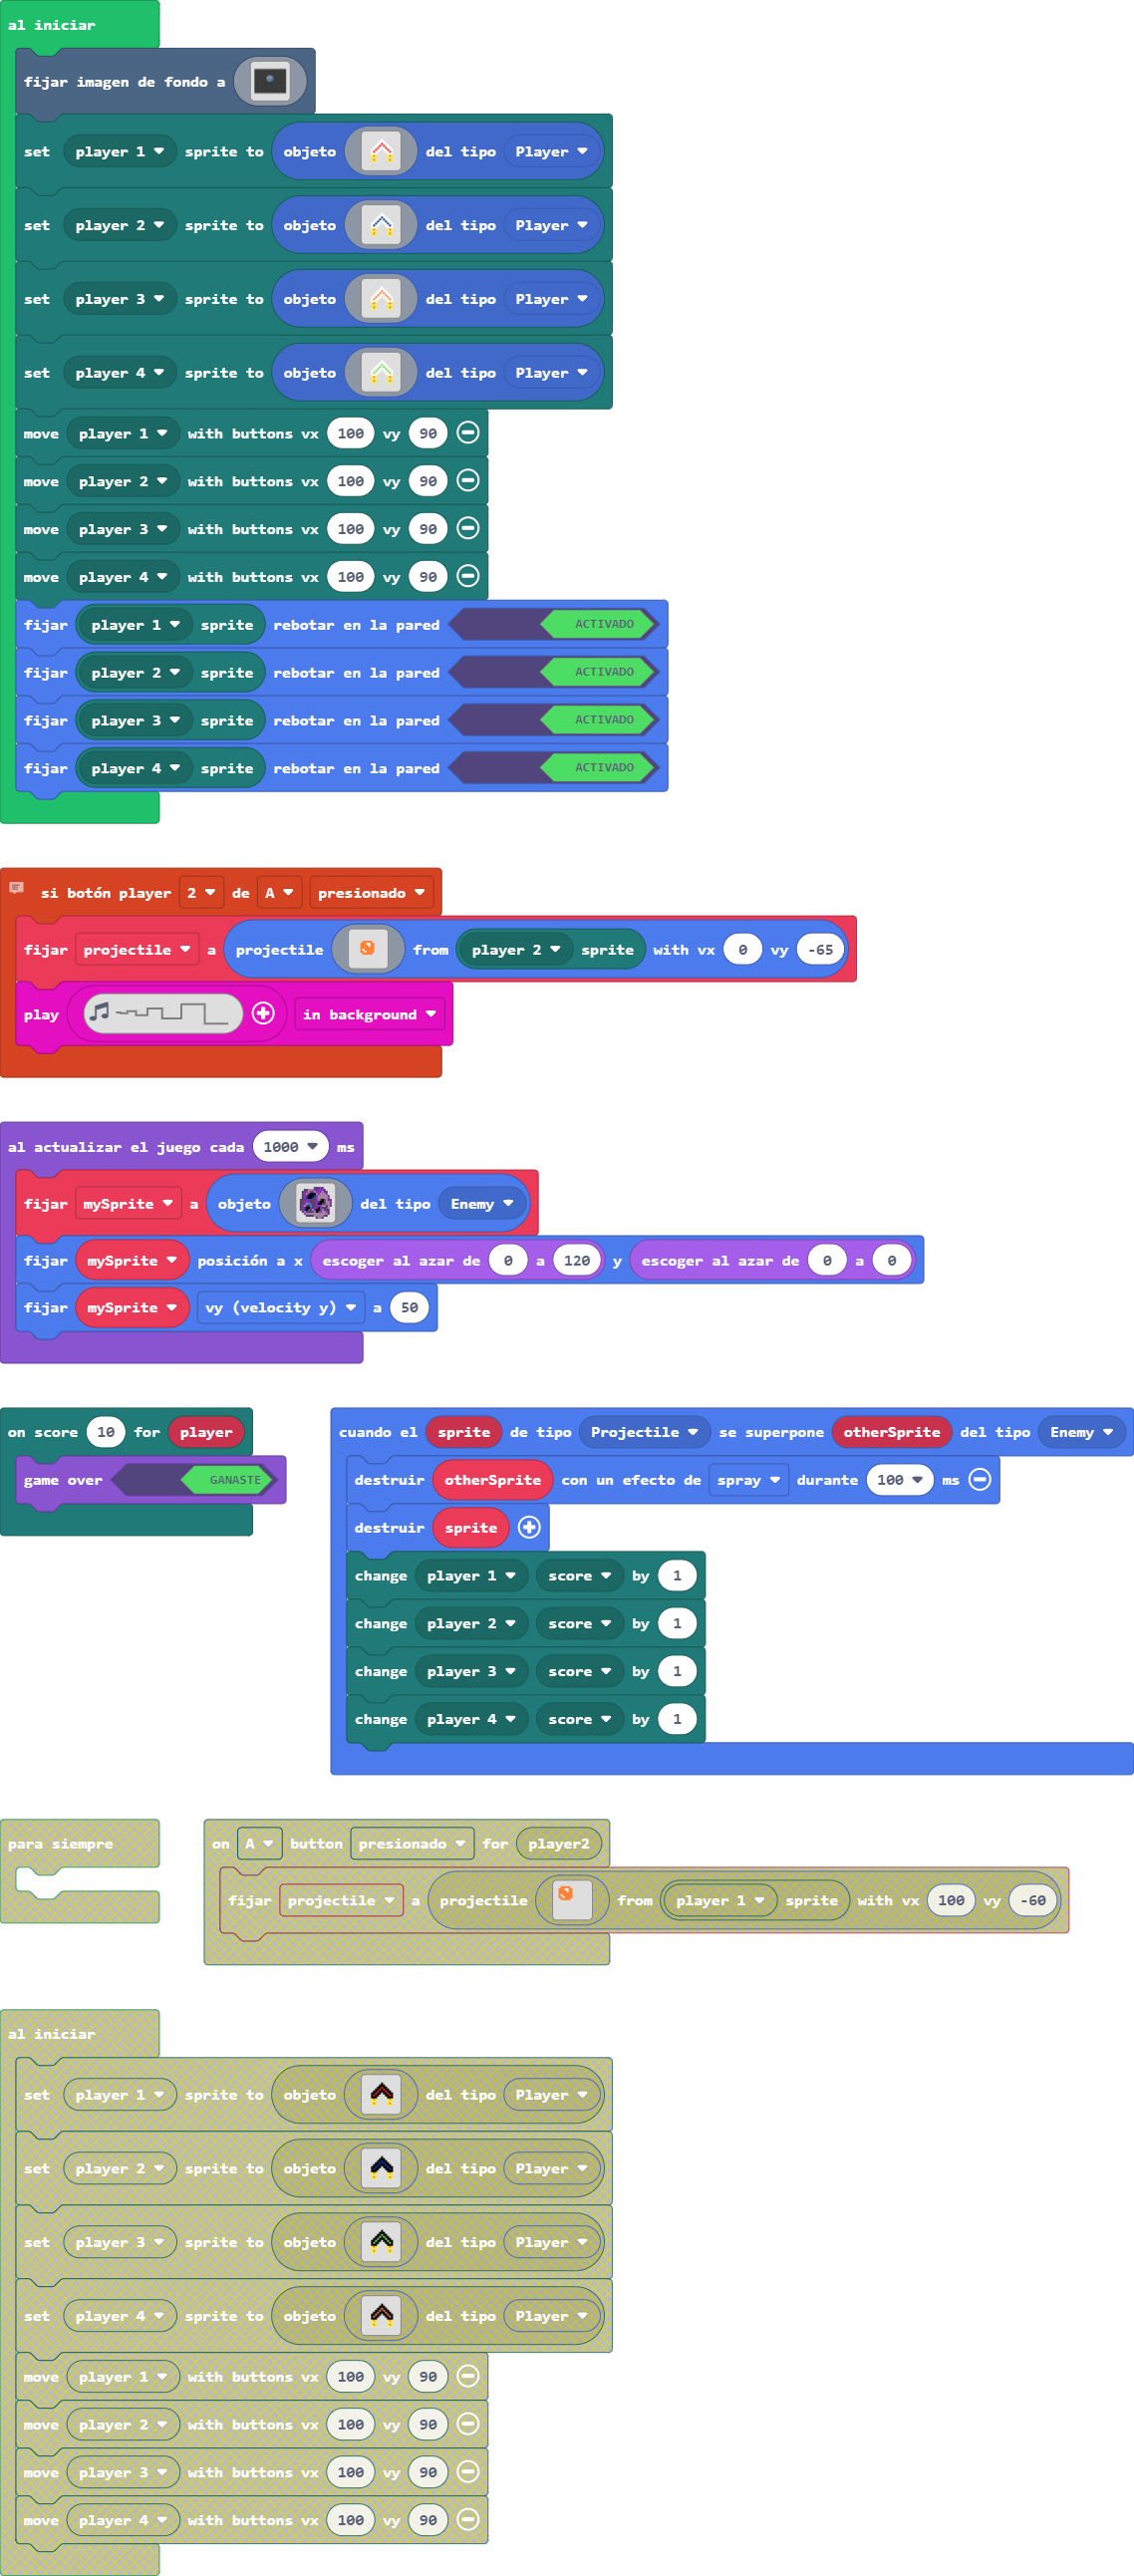 al iniciar
fijar imagen de fondo a
set player 1 sprite to objeto del tipo Player
set player 2 sprite to objeto del tipo Player
set player 3 sprite to objeto del tipo Player
set player 4 sprite to objeto del tipo Player
move player 1 with buttons vx 100 vy 90
move player 2 with buttons vx 100 vy 90
move player 3 with buttons vx 100 vy 90
move player 4 with buttons vx 100 vy 90
fijar player 1 sprite rebotar en la pared ACTIVADO
fijar player 2 sprite rebotar en la pared ACTIVADO
fijar player 3 sprite rebotar en la pared ACTIVADO
fijar player 4 sprite rebotar en la pared ACTIVADO
si botón player 2 de A presionado
fijar projectile a projectile from player 2 sprite with vx 0 vy -65
play in background
al actualizar el juego cada 1000 ms
fijar mySprite a objeto del tipo Enemy
fijar mySprite posición a x escoger al azar de 0 a 120 y escoger al azar de 0 a 0
fijar mySprite vy (velocity y) a 50
on score 10 for player
game over GANASTE
cuando el sprite de tipo Projectile se superpone otherSprite del tipo Enemy
destruir otherSprite con un efecto de spray durante 100 ms
destruir sprite
change player 1 score by 1
change player 2 score by 1
change player 3 score by 1
change player 4 score by 1
para siempre
on A button presionado for player2
fijar projectile a projectile from player 1 sprite with vx 100 vy -60
al iniciar
set player 1 sprite to objeto del tipo Player
set player 2 sprite to objeto del tipo Player
set player 3 sprite to objeto del tipo Player
set player 4 sprite to objeto del tipo Player
move player 1 with buttons vx 100 vy 90
move player 2 with buttons vx 100 vy 90
move player 3 with buttons vx 100 vy 90
move player 4 with buttons vx 100 vy 90